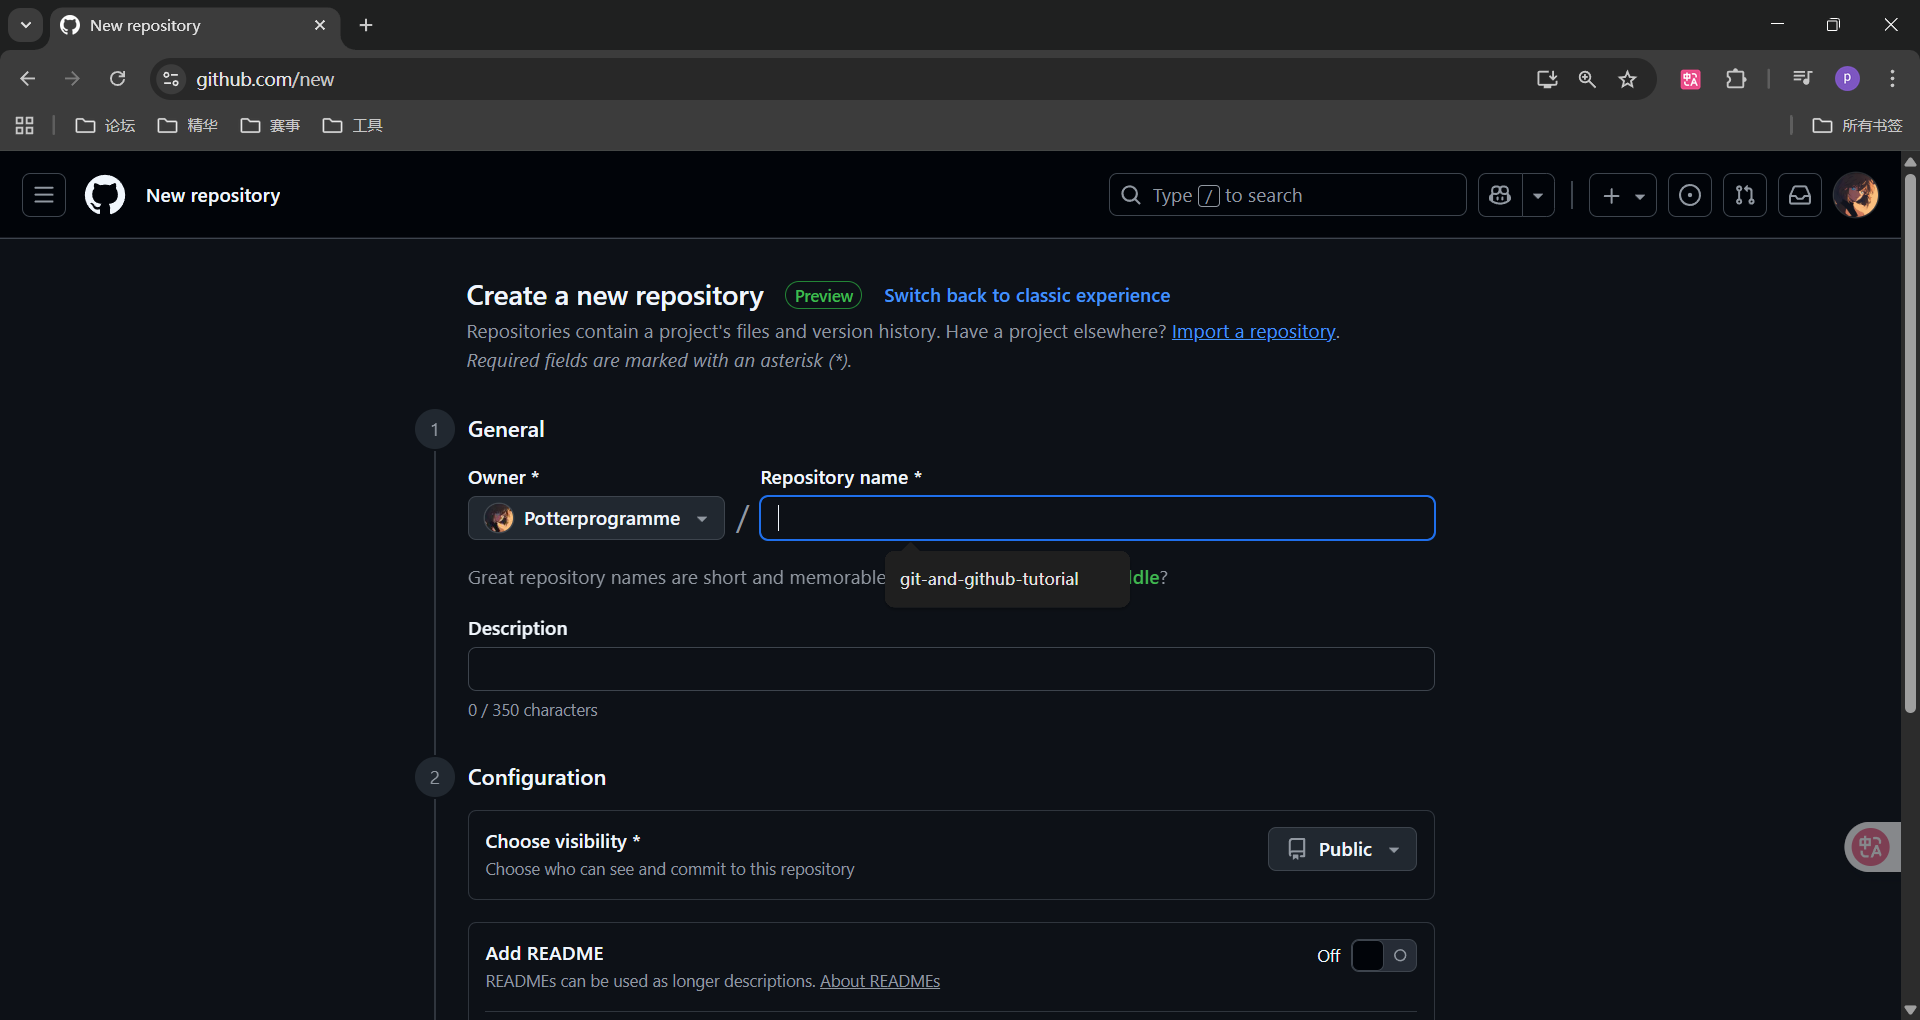 New repository
github.com/new
论坛 精华 赛事 工具 所有书签
New repository
Type / to search
Create a new repository Preview Switch back to classic experience
Repositories contain a project's files and version history. Have a project elsewhere? Import a repository.
Required fields are marked with an asterisk (*).
1 General
Owner * Repository name *
Potterprogramme /
Great repository names are short and memorable
git-and-github-tutorial
ldle?
Description
0 / 350 characters
2 Configuration
Choose visibility *
Choose who can see and commit to this repository
Public
Add README
READMEs can be used as longer descriptions. About READMEs
Off